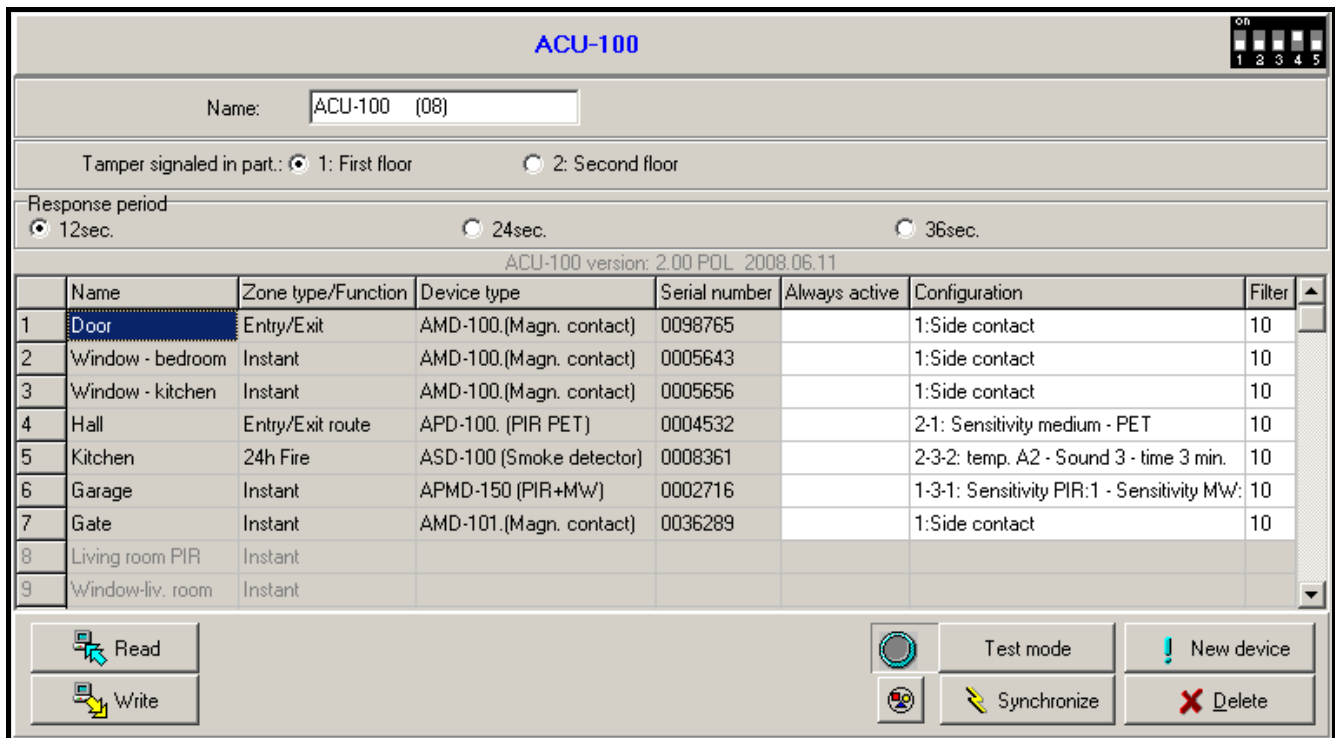 ACU-100
on
1 2 3 4 5
Name: ACU-100 (08)
Tamper signaled in part.: 1: First floor 2: Second floor
Response period
12sec. 24sec. 36sec.
ACU-100 version: 2.00 POL 2008.06.11
Name Zone type/Function Device type Serial number Always active Configuration Filter
1 Door Entry/Exit AMD-100.(Magn. contact) 0098765 1:Side contact 10
2 Window - bedroom Instant AMD-100.(Magn. contact) 0005643 1:Side contact 10
3 Window - kitchen Instant AMD-100.(Magn. contact) 0005656 1:Side contact 10
4 Hall Entry/Exit route APD-100. (PIR PET) 0004532 2-1: Sensitivity medium - PET 10
5 Kitchen 24h Fire ASD-100 (Smoke detector) 0008361 2-3-2: temp. A2 - Sound 3 - time 3 min. 10
6 Garage Instant APMD-150 (PIR+MW) 0002716 1-3-1: Sensitivity PIR:1 - Sensitivity MW: 10
7 Gate Instant AMD-101.(Magn. contact) 0036289 1:Side contact 10
8 Living room PIR Instant
9 Window-liv. room Instant
Read Test mode New device
Write Synchronize Delete